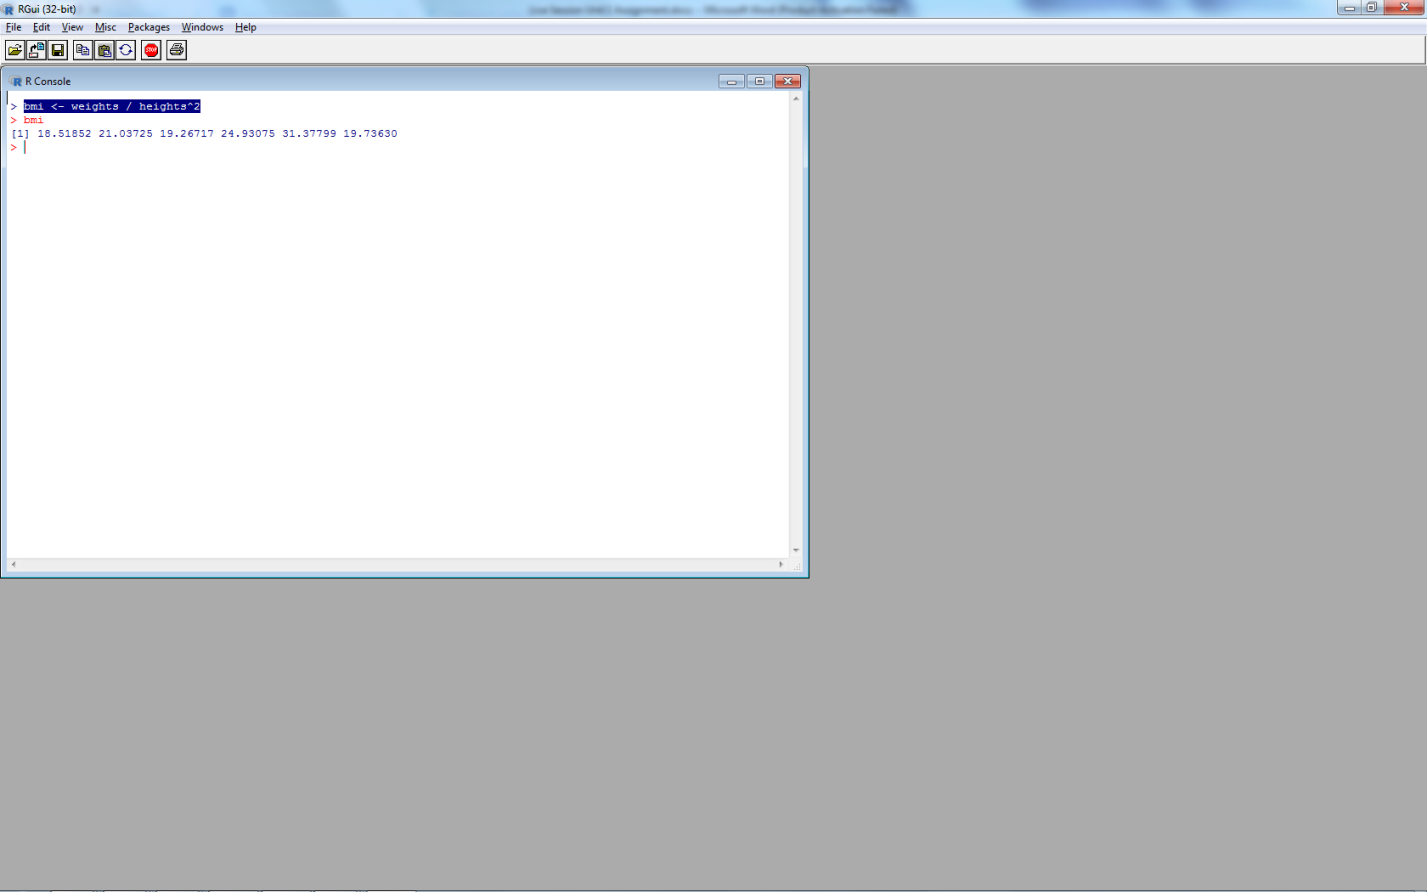 RGui (32-bit)
File Edit View Misc Packages Windows Help
STOP
R Console
> bmi <- weights / heights^2
> bmi
[1] 18.51852 21.03725 19.26717 24.93075 31.37799 19.73630
>